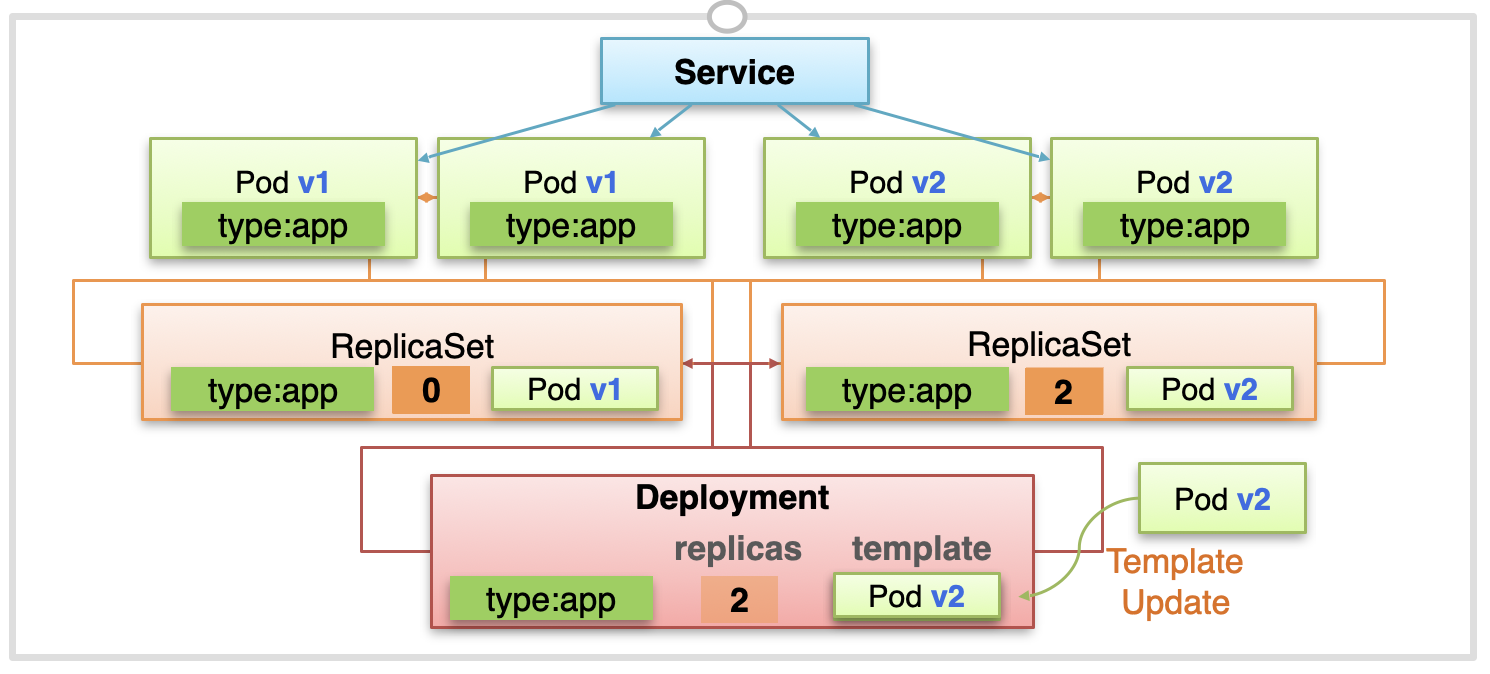 Service
Pod v1
type:app
Pod v1
type:app
Pod v2
type:app
Pod v2
type:app
ReplicaSet
type:app
0
Pod v1
ReplicaSet
type:app
2
Pod v2
Deployment
replicas
template
type:app
2
Pod v2
Pod v2
Template
Update